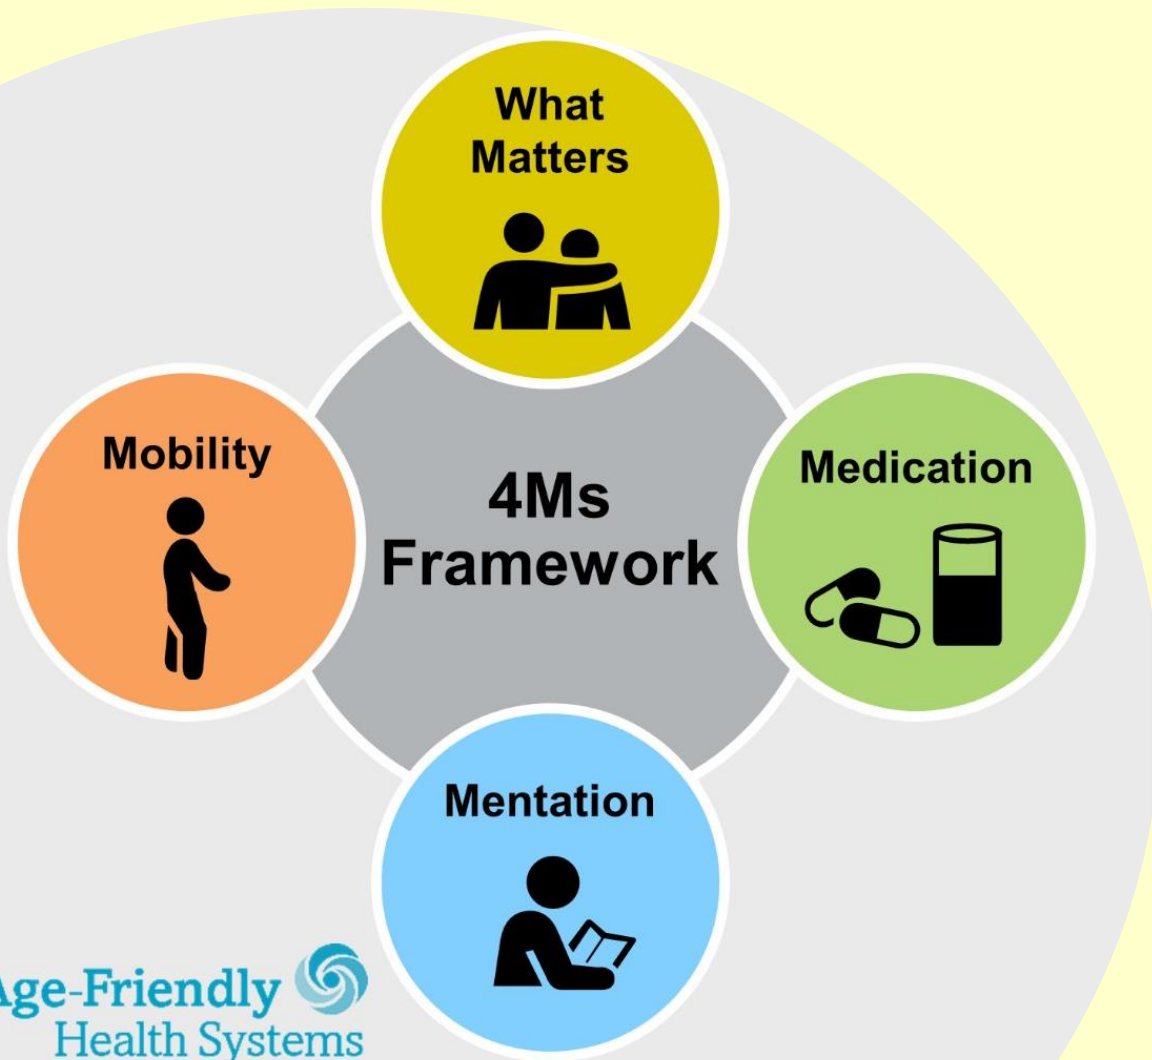 What
Matters
Mobility
Medication
4Ms
Framework
Mentation
Age-Friendly
Health Systems